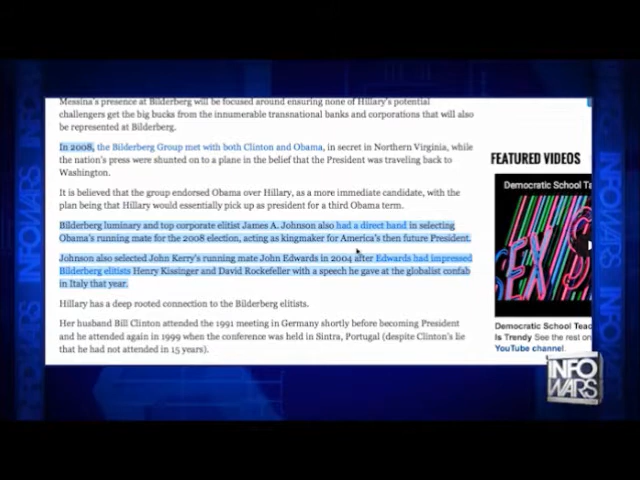 Messina's presence at Bilderberg will be focused around ensuring none of Hillary's potential
challengers get the big bucks from the innumerable transnational banks and corporations that will also
be represented at Bilderberg.
In 2008, the Bilderberg Group met with both Clinton and Obama, in secret in Northern Virginia, while
the nation's press were shunted on to a plane in the belief that the President was traveling back to
Washington.
It is believed that the group endorsed Obama over Hillary, as a more immediate candidate, with the
plan being that Hillary would essentially pick up as president for a third Obama term.
Bilderberg luminary and top corporate elitist James A. Johnson also had a direct hand in selecting
Obama's running mate for the 2008 election, acting as kingmaker for America's then future President.
Johnson also selected John Kerry's running mate John Edwards in 2004 after Edwards had impressed
Bilderberg elitists Henry Kissinger and David Rockefeller with a speech he gave at the globalist confab
in Italy that year.
Hillary has a deep rooted connection to the Bilderberg elitists.
Her husband Bill Clinton attended the 1991 meeting in Germany shortly before becoming President
and he attended again in 1999 when the conference was held in Sintra, Portugal (despite Clinton's lie
that he had not attended in 15 years).
FEATURED VIDEOS
Democratic School Ta
SEX
Democratic School Teac
Is Trendy See the rest on
YouTube channel.
INFO
WARS
INFOWARS
INFOWARS